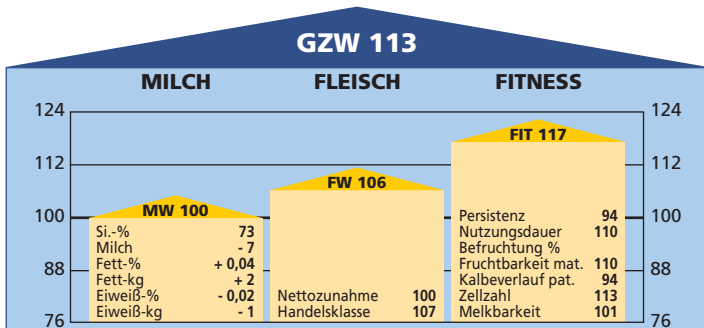 GZW 113
MILCH FLEISCH FITNESS
124 124
FIT 117
112 112
FW 106
MW 100
100 100
Si.-% 73
Milch - 7
Fett-% + 0,04
Fett-kg + 2
Eiweiß-% - 0,02
Eiweiß-kg - 1
Nettozunahme 100
Handelsklasse 107
Persistenz 94
Nutzungsdauer 110
Befruchtung %
Fruchtbarkeit mat. 110
Kalbeverlauf pat. 94
Zellzahl 113
Melkbarkeit 101
88 88
76 76